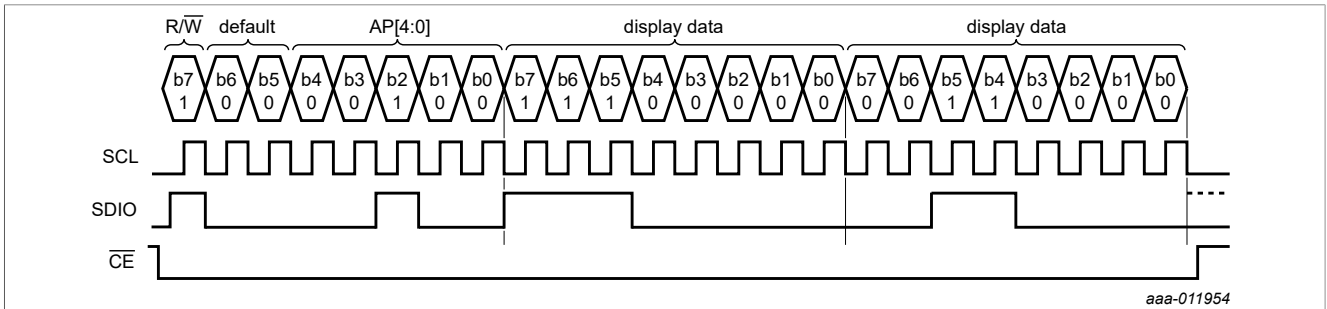 R/W default AP[4:0] display data display data
b7 b6 b5 b4 b3 b2 b1 b0 b7 b6 b5 b4 b3 b2 b1 b0 b7 b6 b5 b4 b3 b2 b1 b0
1 0 0 0 0 1 0 0 1 1 1 0 0 0 0 0 0 0 1 1 0 0 0 0
SCL
SDIO
CE
aaa-011954